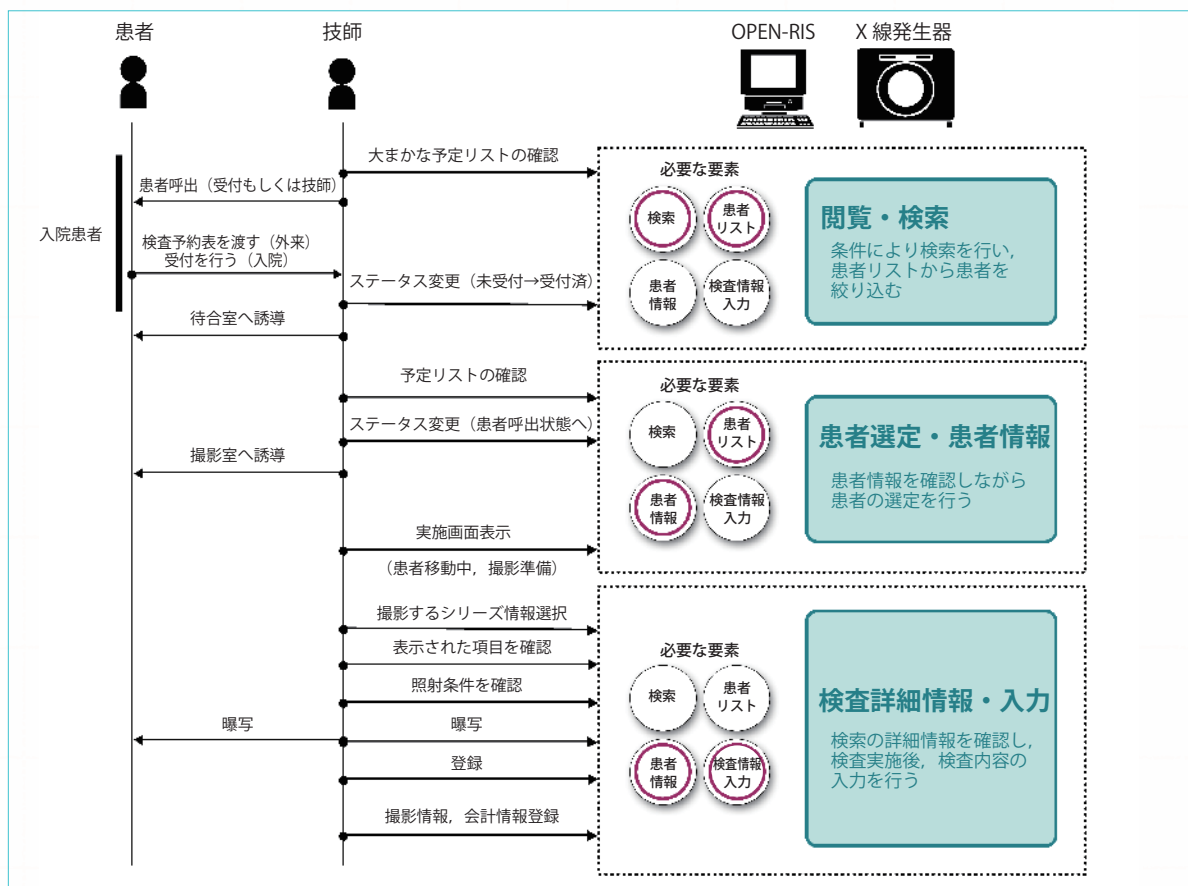 患者
技師
OPEN-RIS
X 線発生器
大まかな予定リストの確認
患者呼出（受付もしくは技師）
入院患者
検査予約表を渡す（外来）
受付を行う（入院）
ステータス変更（未受付→受付済）
待合室へ誘導
必要な要素
検索
患者
リスト
患者
情報
検査情報
入力
閲覧・検索
条件により検索を行い，
患者リストから患者を
絞り込む
予定リストの確認
ステータス変更（患者呼出状態へ）
撮影室へ誘導
実施画面表示
（患者移動中，撮影準備）
必要な要素
検索
患者
リスト
患者
情報
検査情報
入力
患者選定・患者情報
患者情報を確認しながら
患者の選定を行う
撮影するシリーズ情報選択
表示された項目を確認
照射条件を確認
曝写
曝写
登録
撮影情報，会計情報登録
必要な要素
検索
患者
リスト
患者
情報
検査情報
入力
検査詳細情報・入力
検索の詳細情報を確認し，
検査実施後，検査内容の
入力を行う